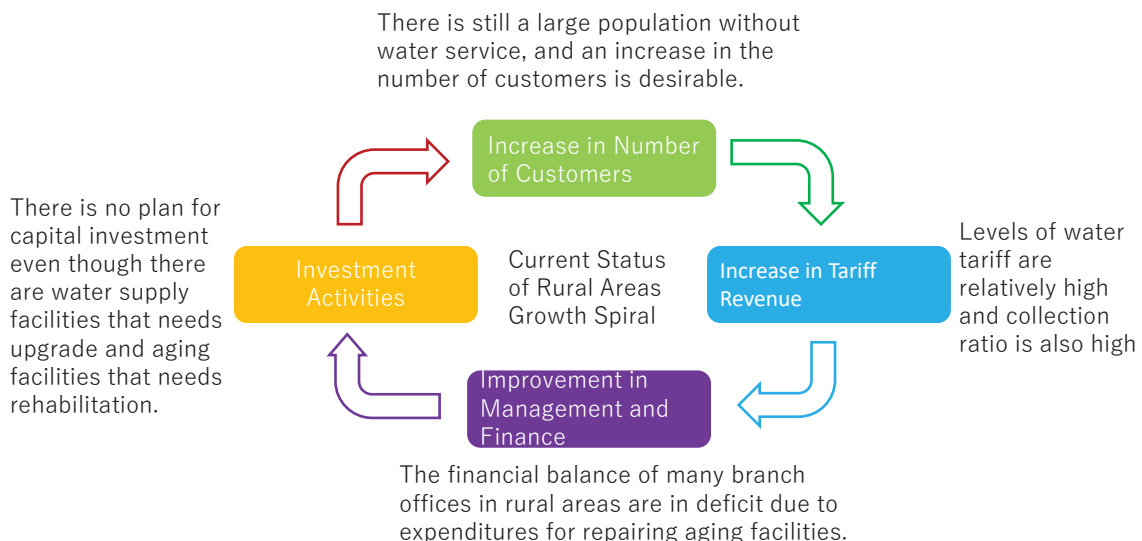 There is still a large population without
water service, and an increase in the
number of customers is desirable.
Increase in Number
of Customers
There is no plan for
capital investment
even though there
are water supply
facilities that needs
upgrade and aging
facilities that needs
rehabilitation.
Investment
Activities
Current Status
of Rural Areas
Growth Spiral
Increase in Tariff
Revenue
Levels of water
tariff are
relatively high
and collection
ratio is also high
Improvement in
Management and
Finance
The financial balance of many branch
offices in rural areas are in deficit due to
expenditures for repairing aging facilities.